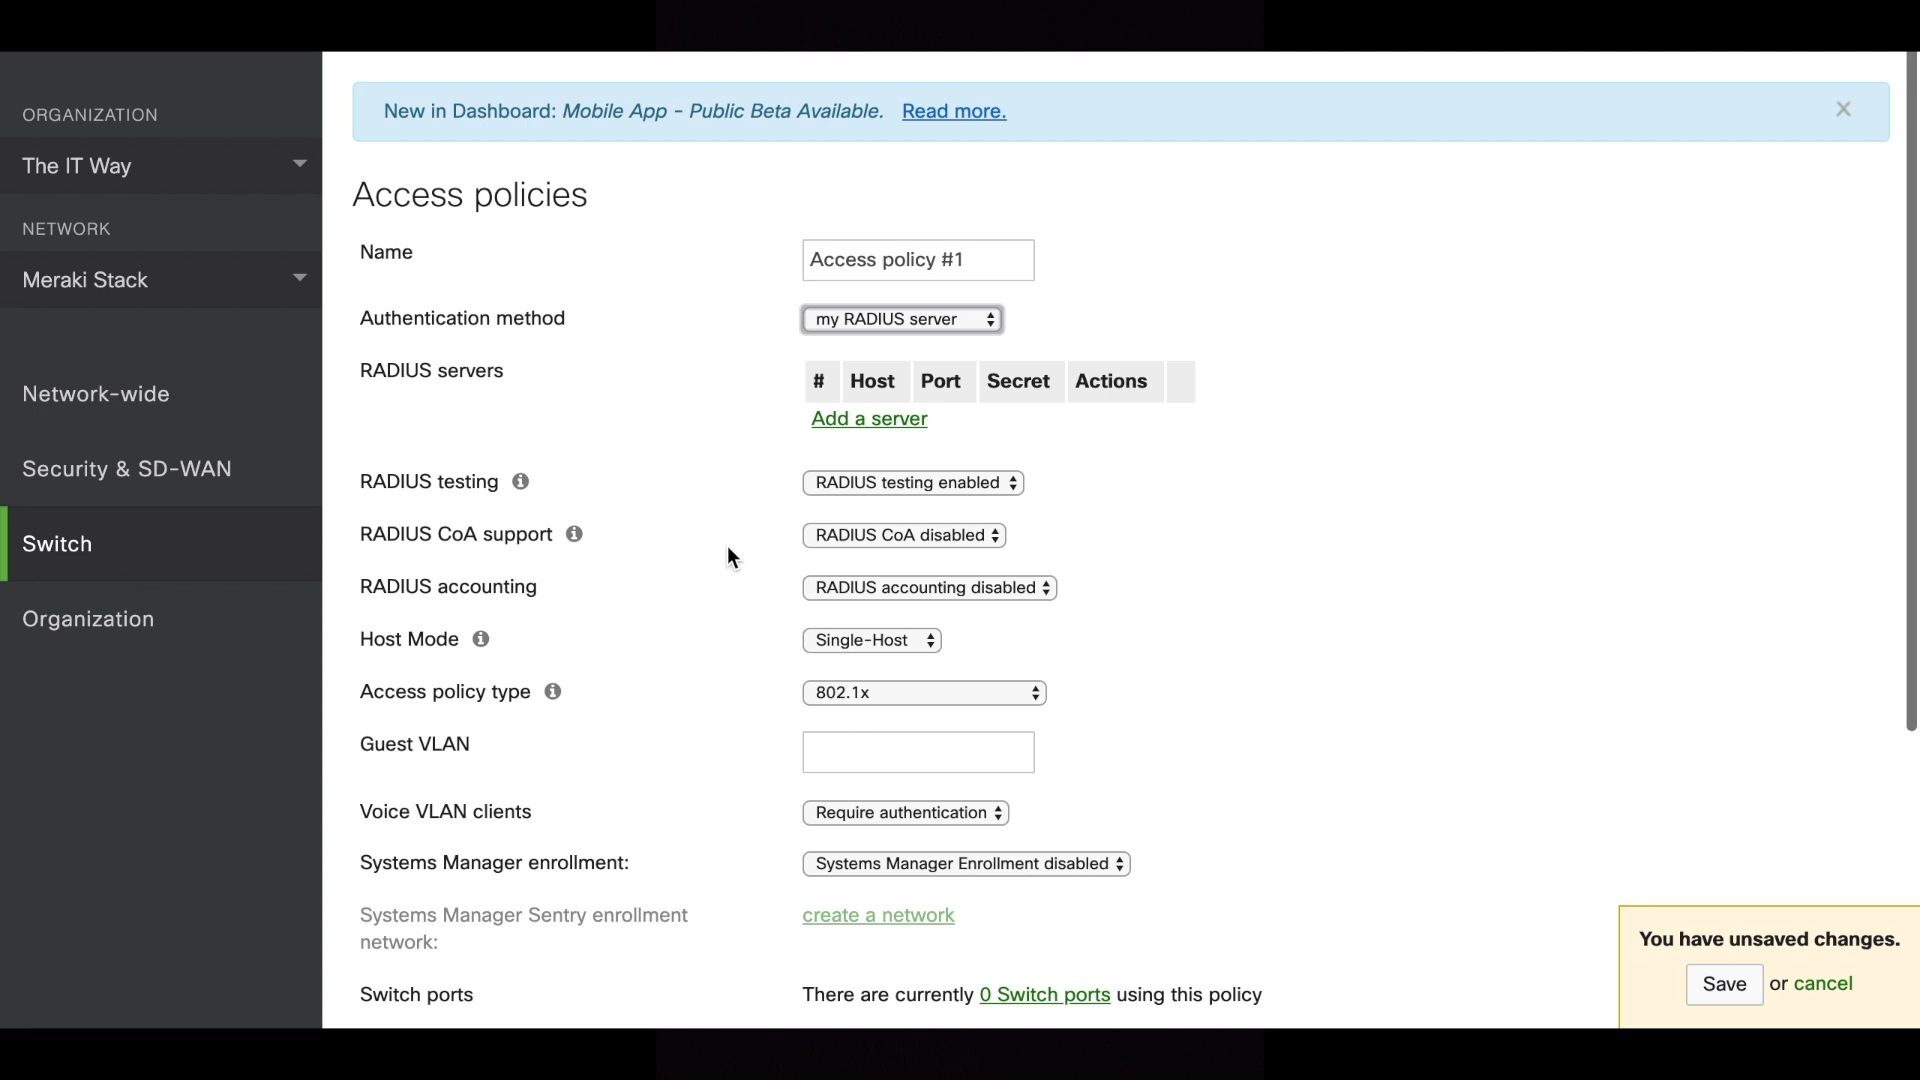 ORGANIZATION
The IT Way
NETWORK
Meraki Stack
Network-wide
Security & SD-WAN
Switch
Organization
New in Dashboard: Mobile App - Public Beta Available. Read more.
Access policies
Name
Access policy #1
Authentication method
my RADIUS server
RADIUS servers
# Host Port Secret Actions
Add a server
RADIUS testing
RADIUS testing enabled
RADIUS CoA support
RADIUS CoA disabled
RADIUS accounting
RADIUS accounting disabled
Host Mode
Single-Host
Access policy type
802.1x
Guest VLAN
Voice VLAN clients
Require authentication
Systems Manager enrollment:
Systems Manager Enrollment disabled
Systems Manager Sentry enrollment
network:
create a network
Switch ports
There are currently 0 Switch ports using this policy
You have unsaved changes.
Save or cancel